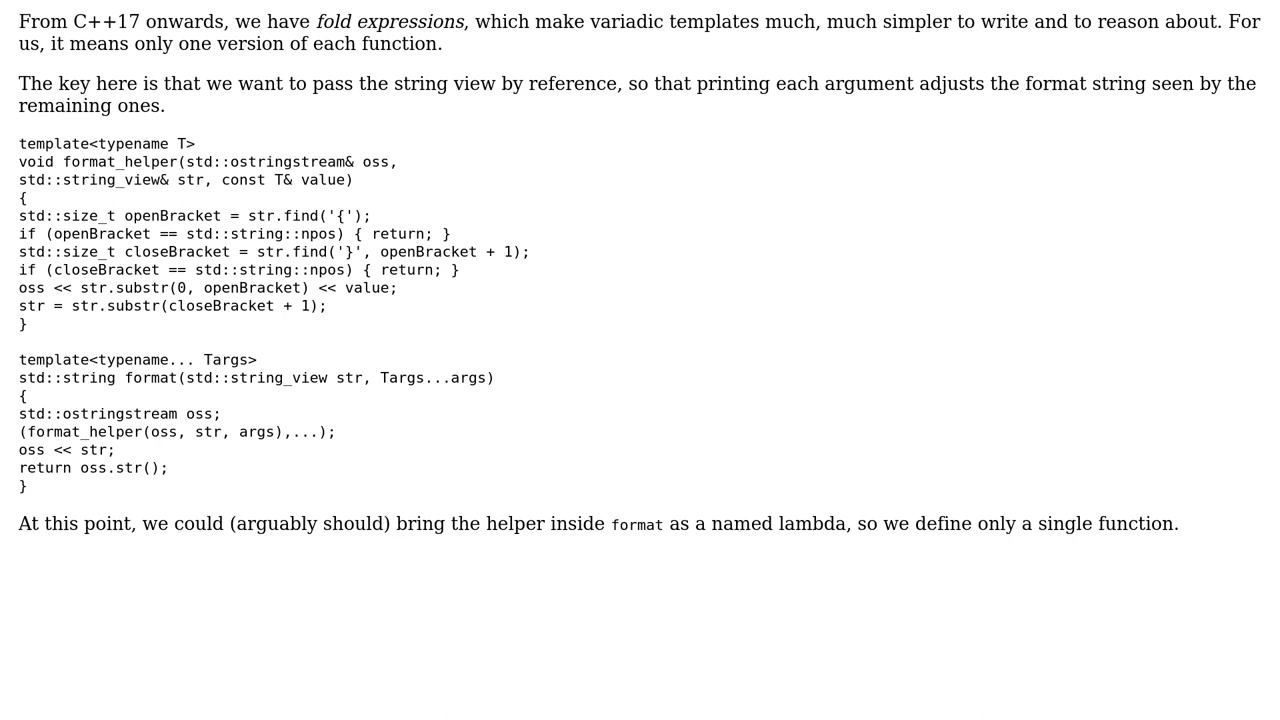 From C++17 onwards, we have fold expressions, which make variadic templates much, much simpler to write and to reason about. For
us, it means only one version of each function.
The key here is that we want to pass the string view by reference, so that printing each argument adjusts the format string seen by the
remaining ones.
template<typename T>
void format_helper(std::ostringstream& oss,
std::string_view& str, const T& value)
{
std::size_t openBracket = str.find('{');
if (openBracket == std::string::npos) { return; }
std::size_t closeBracket = str.find('}', openBracket + 1);
if (closeBracket == std::string::npos) { return; }
oss << str.substr(0, openBracket) << value;
str = str.substr(closeBracket + 1);
}
template<typename... Targs>
std::string format(std::string_view str, Targs...args)
{
std::ostringstream oss;
(format_helper(oss, str, args),...);
oss << str;
return oss.str();
}
At this point, we could (arguably should) bring the helper inside format as a named lambda, so we define only a single function.